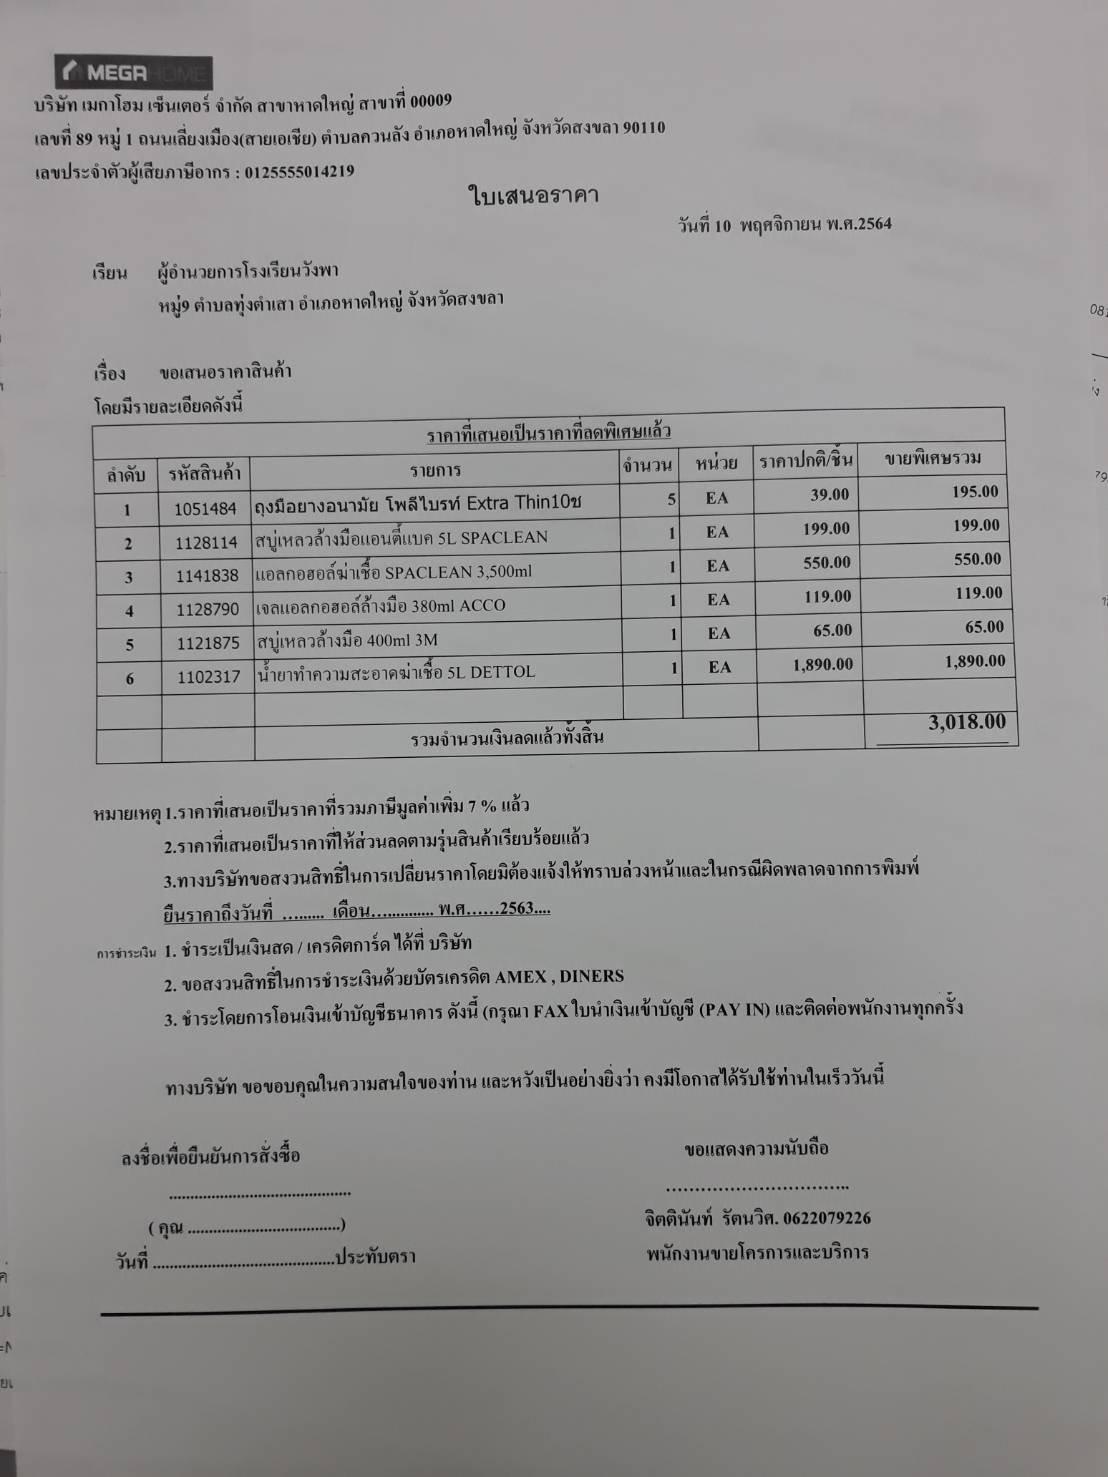 MEGA HOME
บริษัท เมกาโฮม เซ็นเตอร์ จำกัด สาขาหาดใหญ่ สาขาที่ 00009
เลขที่ 89 หมู่ 1 ถนนเลี่ยงเมือง(สายเอเชีย) ตำบลควนลัง อำเภอหาดใหญ่ จังหวัดสงขลา 90110
เลขประจำตัวผู้เสียภาษีอากร : 0125555014219
ใบเสนอราคา
วันที่ 10 พฤศจิกายน พ.ศ.2564
เรียน ผู้อำนวยการโรงเรียนวังพา
หมู่9 ตำบลทุ่งตำเสา อำเภอหาดใหญ่ จังหวัดสงขลา
เรื่อง ขอเสนอราคาสินค้า
โดยมีรายละเอียดดังนี้
ราคาที่เสนอเป็นราคาที่ลดพิเศษแล้ว
ลำดับ รหัสสินค้า รายการ จำนวน หน่วย ราคาปกติ/ชิ้น ขายพิเศษรวม
1 1051484 ถุงมือยางอนามัย โพลีไบรท์ Extra Thin10ช 5 EA 39.00 195.00
2 1128114 สบู่เหลวล้างมือแอนตี้แบค 5L SPACLEAN 1 EA 199.00 199.00
3 1141838 แอลกอฮอล์ฆ่าเชื้อ SPACLEAN 3,500ml 1 EA 550.00 550.00
4 1128790 เจลแอลกอฮอล์ล้างมือ 380ml ACCO 1 EA 119.00 119.00
5 1121875 สบู่เหลวล้างมือ 400ml 3M 1 EA 65.00 65.00
6 1102317 น้ำยาทำความสะอาดฆ่าเชื้อ 5L DETTOL 1 EA 1,890.00 1,890.00
รวมจำนวนเงินลดแล้วทั้งสิ้น 3,018.00
หมายเหตุ 1.ราคาที่เสนอเป็นราคาที่รวมภาษีมูลค่าเพิ่ม 7 % แล้ว
2.ราคาที่เสนอเป็นราคาที่ให้ส่วนลดตามรุ่นสินค้าเรียบร้อยแล้ว
3.ทางบริษัทขอสงวนสิทธิ์ในการเปลี่ยนราคาโดยมิต้องแจ้งให้ทราบล่วงหน้าและในกรณีผิดพลาดจากการพิมพ์
ยืนราคาถึงวันที่ ......... เดือน............... พ.ศ......2563....
การชำระเงิน 1. ชำระเป็นเงินสด / เครดิตการ์ด ได้ที่ บริษัท
2. ขอสงวนสิทธิ์ในการชำระเงินด้วยบัตรเครดิต AMEX , DINERS
3. ชำระโดยการโอนเงินเข้าบัญชีธนาคาร ดังนี้ (กรุณา FAX ใบนำเงินเข้าบัญชี (PAY IN) และติดต่อพนักงานทุกครั้ง
ทางบริษัท ขอขอบคุณในความสนใจของท่าน และหวังเป็นอย่างยิ่งว่า คงมีโอกาสได้รับใช้ท่านในเร็ววันนี้
ลงชื่อเพื่อยืนยันการสั่งซื้อ ขอแสดงความนับถือ
........................................... ................................
( คุณ ....................................) จิตตินันท์ รัตนวิศ. 0622079226
วันที่ ...........................................ประทับตรา พนักงานขายโครงการและบริการ